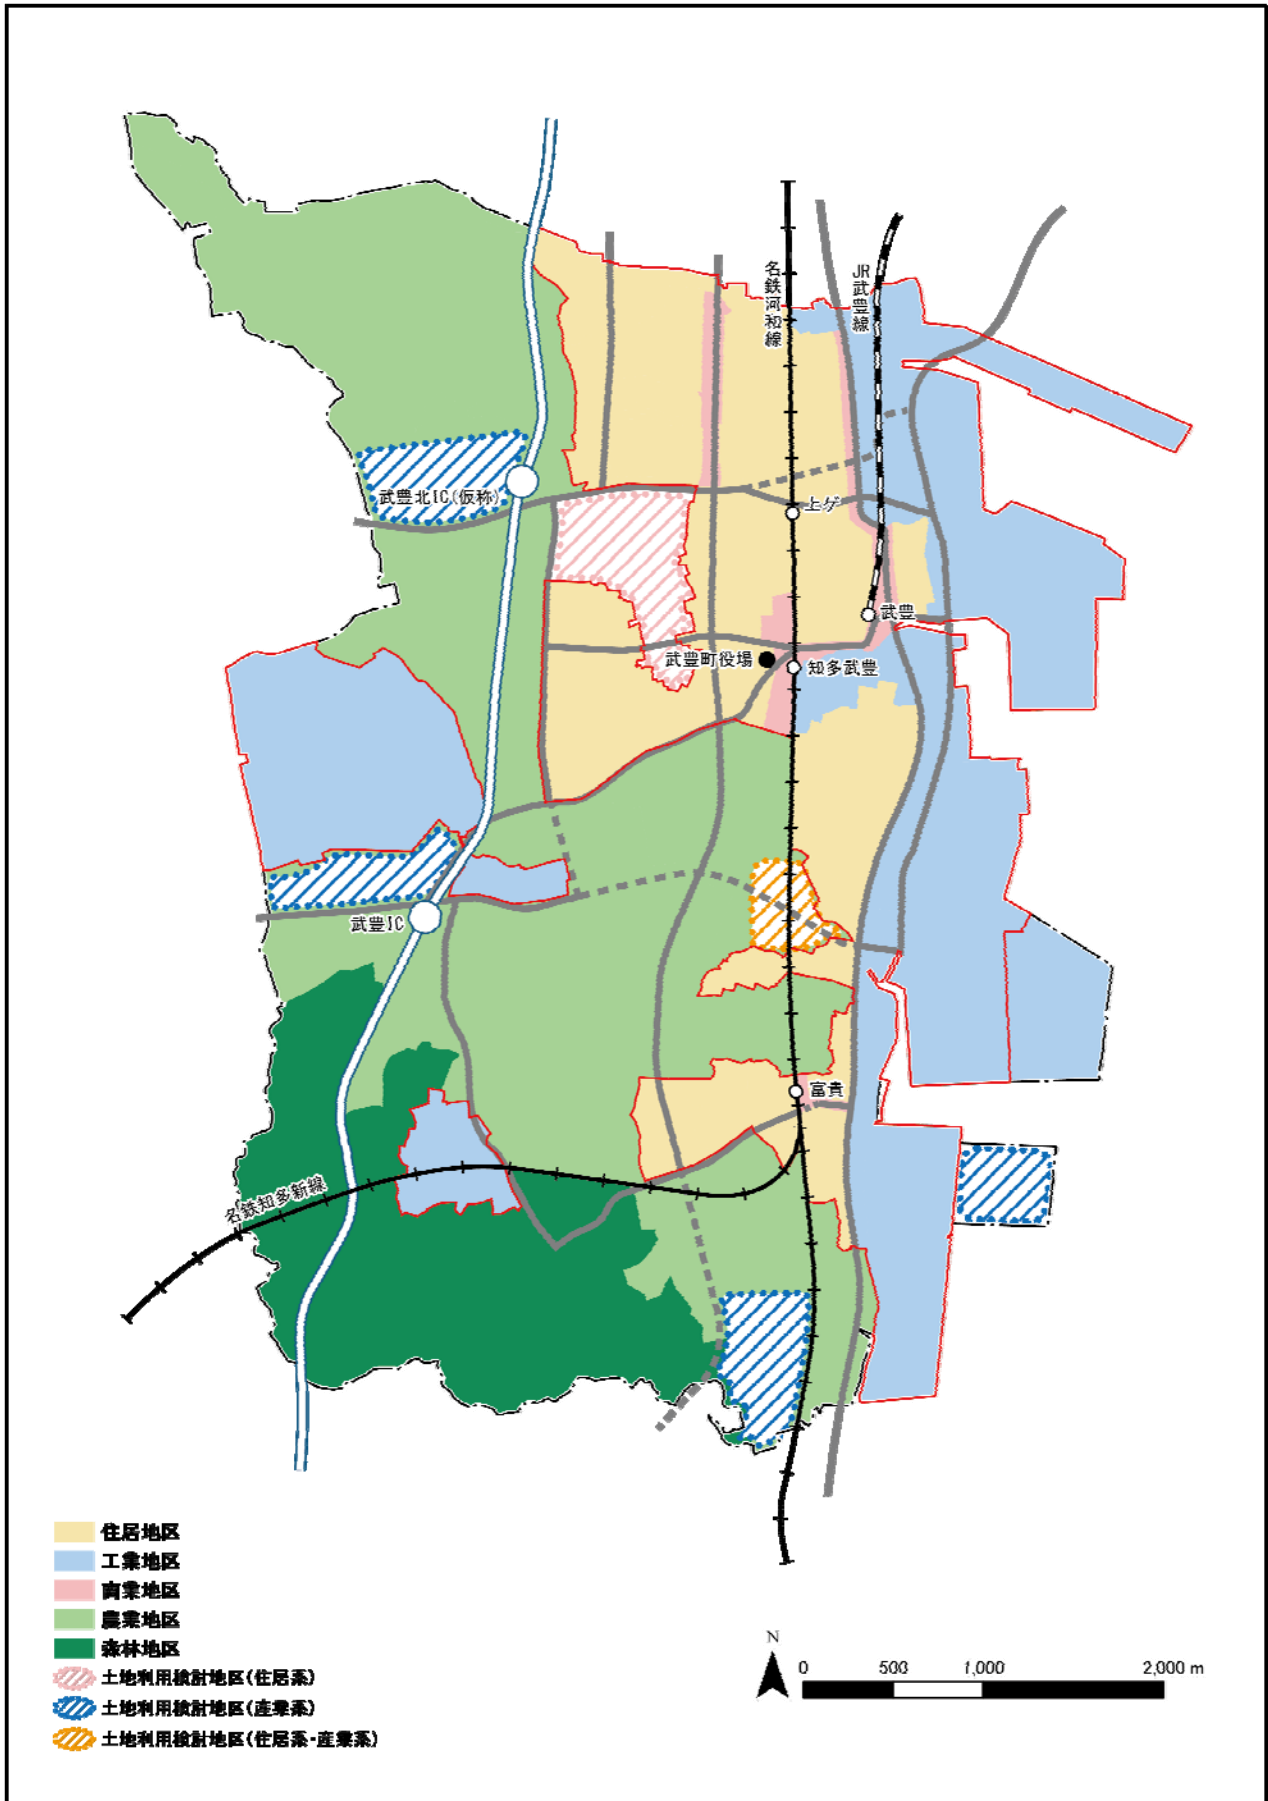 名鉄河和線
JR武豊線
武豊北IC(仮称)
上ゲ
武豊
武豊町役場
知多武豊
武豊IC
富貴
名鉄知多新線
住居地区
工業地区
商業地区
農業地区
森林地区
土地利用検討地区(住居系)
土地利用検討地区(産業系)
土地利用検討地区(住居系・産業系)
N
0 500 1,000 2,000 m